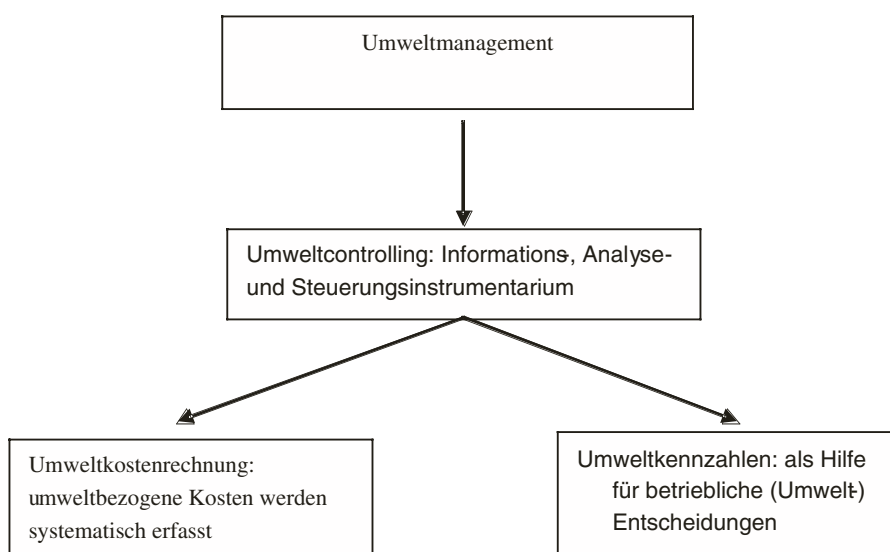 Umweltmanagement
Umweltcontrolling: Informations-, Analyse-
und Steuerungsinstrumentarium
Umweltkostenrechnung:
umweltbezogene Kosten werden
systematisch erfasst
Umweltkennzahlen: als Hilfe
für betriebliche (Umwelt-)
Entscheidungen